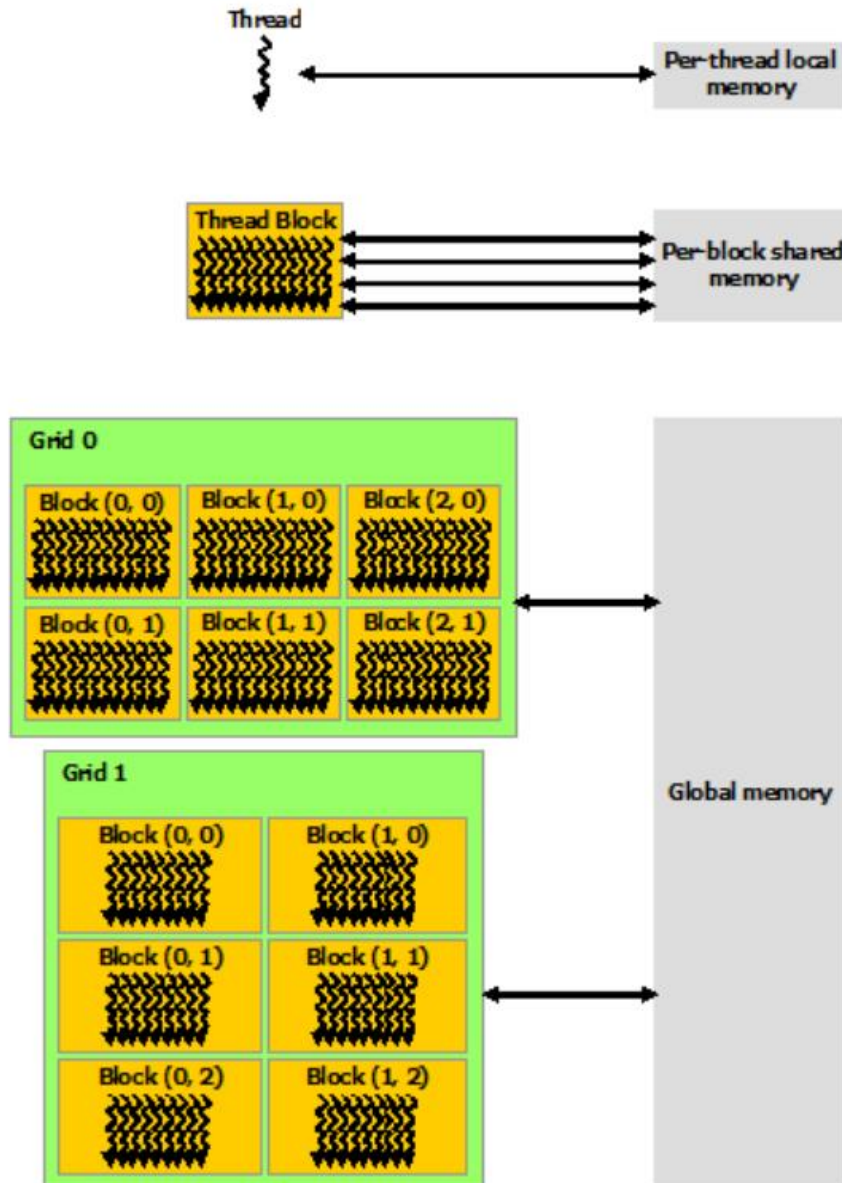 Thread
Per-thread local
memory
Thread Block
Per-block shared
memory
Grid 0
Block (0, 0)
Block (1, 0)
Block (2, 0)
Block (0, 1)
Block (1, 1)
Block (2, 1)
Grid 1
Global memory
Block (0, 0)
Block (1, 0)
Block (0, 1)
Block (1, 1)
Block (0, 2)
Block (1, 2)